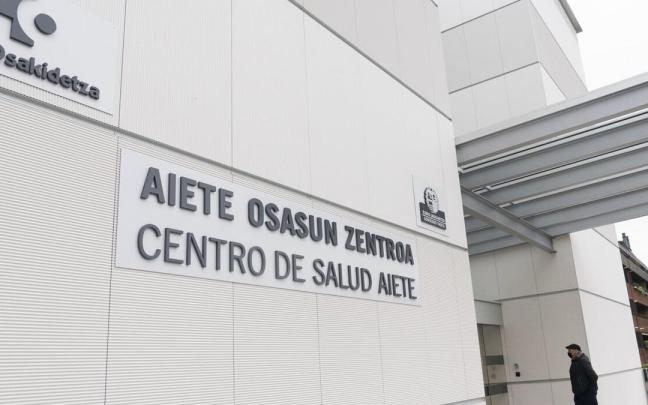 Osakidetza
AIETE OSASUN ZENTROA
CENTRO DE SALUD AIETE